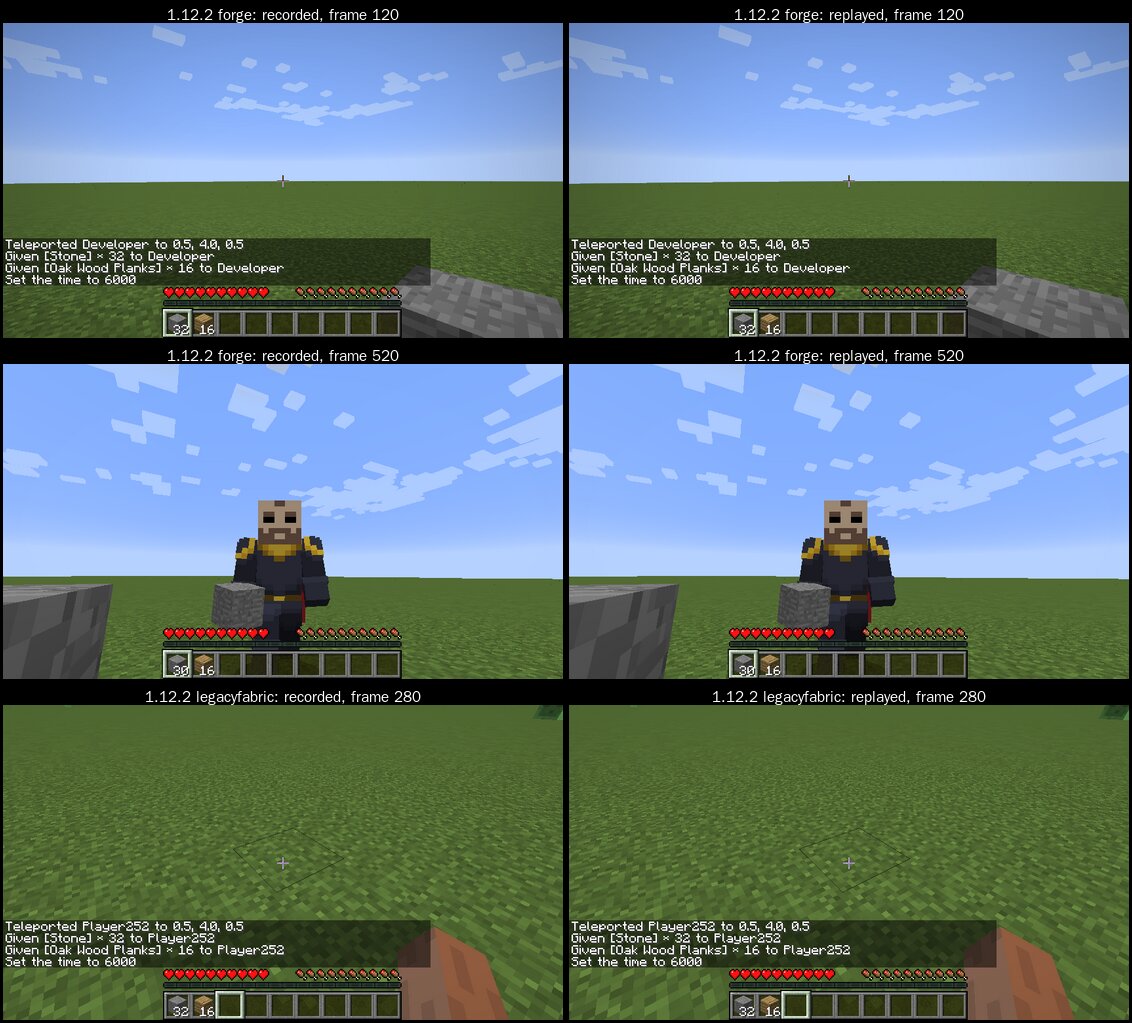 1.12.2 forge: recorded, frame 120
1.12.2 forge: replayed, frame 120
Teleported Developer to 0.5, 4.0, 0.5
Given [Stone] × 32 to Developer
Given [Oak Wood Planks] × 16 to Developer
Set the time to 6000
32 16
Teleported Developer to 0.5, 4.0, 0.5
Given [Stone] × 32 to Developer
Given [Oak Wood Planks] × 16 to Developer
Set the time to 6000
32 16
1.12.2 forge: recorded, frame 520
1.12.2 forge: replayed, frame 520
30 16
30 16
1.12.2 legacyfabric: recorded, frame 280
1.12.2 legacyfabric: replayed, frame 280
Teleported Player252 to 0.5, 4.0, 0.5
Given [Stone] × 32 to Player252
Given [Oak Wood Planks] × 16 to Player252
Set the time to 6000
32 16
Teleported Player252 to 0.5, 4.0, 0.5
Given [Stone] × 32 to Player252
Given [Oak Wood Planks] × 16 to Player252
Set the time to 6000
32 16